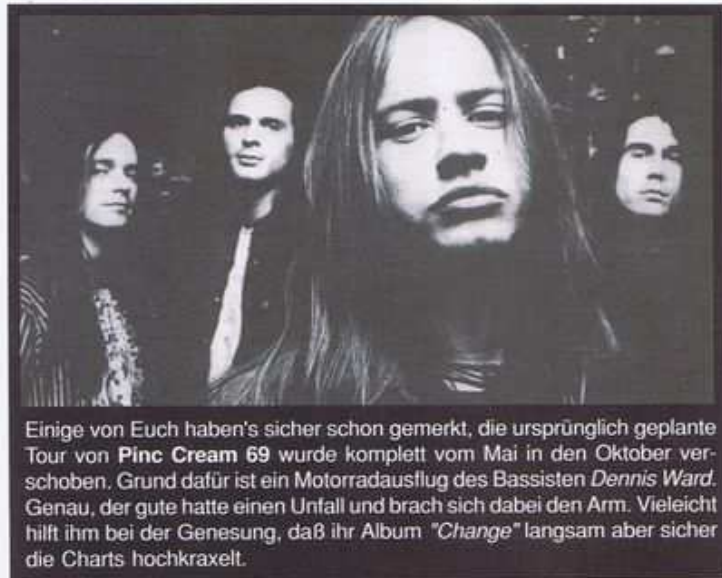 Einige von Euch haben's sicher schon gemerkt, die ursprünglich geplante
Tour von Pinc Cream 69 wurde komplett vom Mai in den Oktober ver-
schoben. Grund dafür ist ein Motorradausflug des Bassisten Dennis Ward.
Genau, der gute hatte einen Unfall und brach sich dabei den Arm. Vieleicht
hilft ihm bei der Genesung, daß ihr Album "Change" langsam aber sicher
die Charts hochkraxelt.